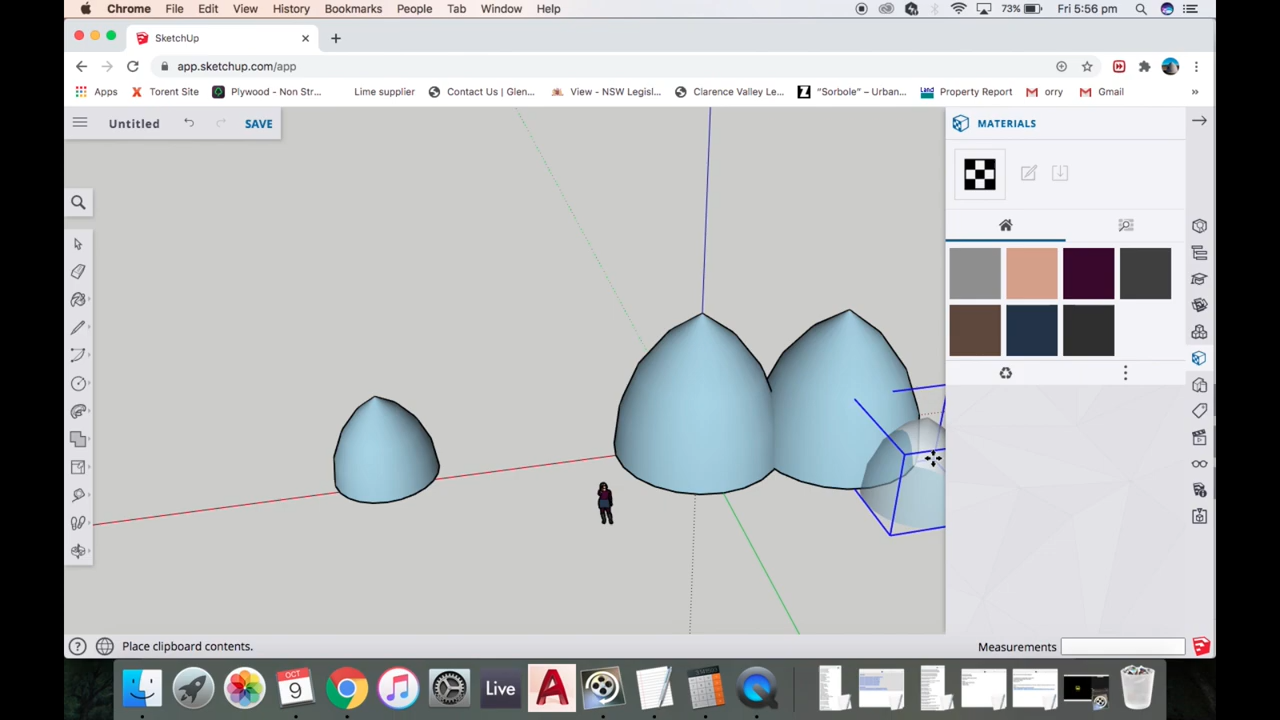 Chrome File Edit View History Bookmarks People Tab Window Help 73% Fri 5:56 pm
SketchUp
app.sketchup.com/app
Apps Torent Site Plywood - Non Str... Lime supplier Contact Us | Glen... View - NSW Legisl... Clarence Valley Le... "Sorbole" – Urban... Property Report orry Gmail »
Untitled SAVE MATERIALS
Place clipboard contents. Measurements
OCT
9
Live